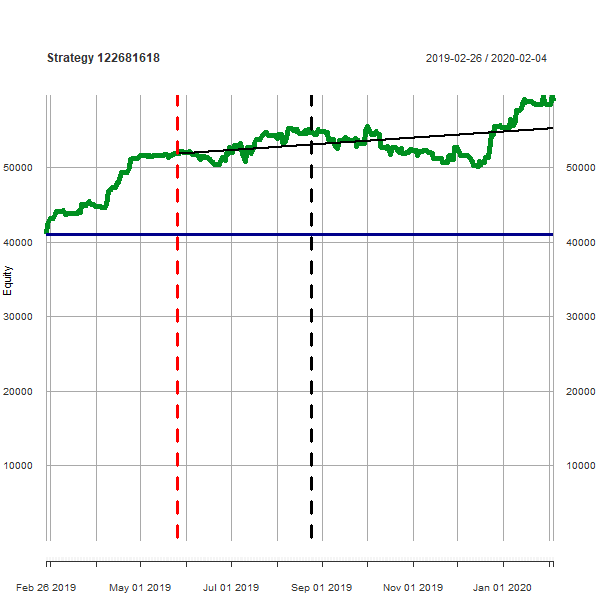 Strategy 122681618
2019-02-26 / 2020-02-04
Equity
50000
50000
40000
40000
30000
30000
20000
20000
10000
10000
Feb 26 2019
May 01 2019
Jul 01 2019
Sep 01 2019
Nov 01 2019
Jan 01 2020